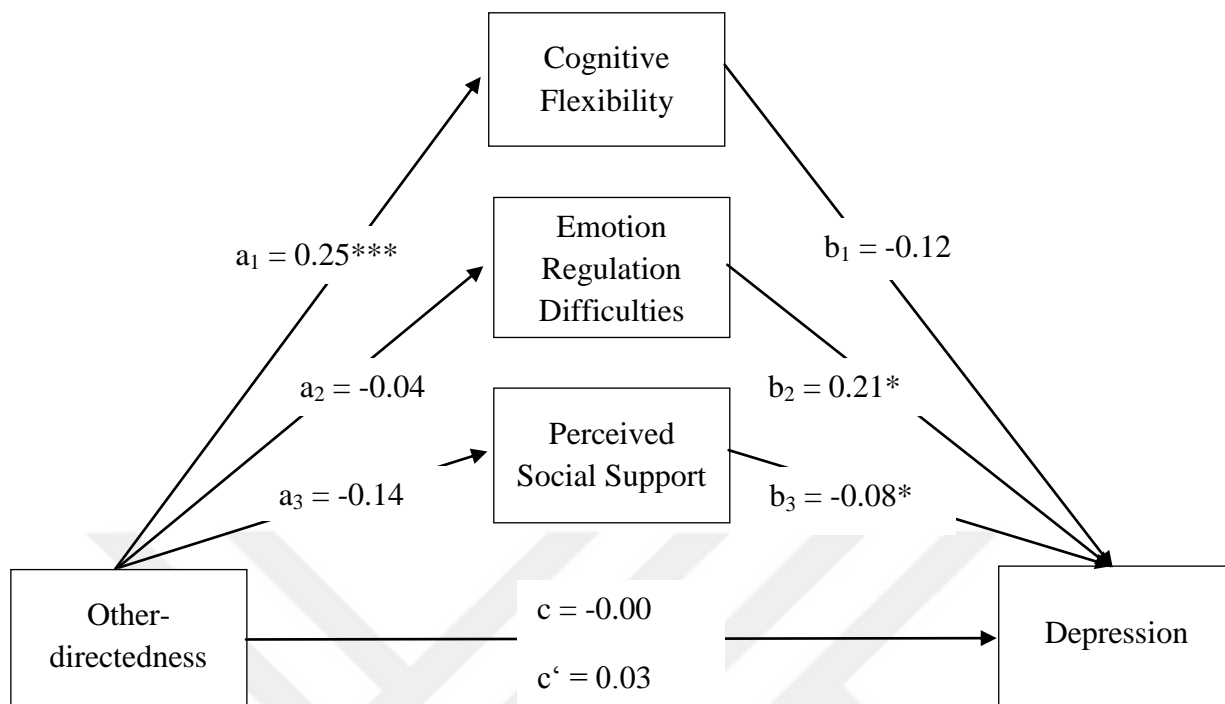 Cognitive
Flexibility
Emotion
Regulation
Difficulties
a₁ = 0.25***
b₁ = -0.12
a₂ = -0.04
b₂ = 0.21*
Perceived
Social Support
a₃ = -0.14
b₃ = -0.08*
Other-
directedness
c = -0.00
c‘ = 0.03
Depression